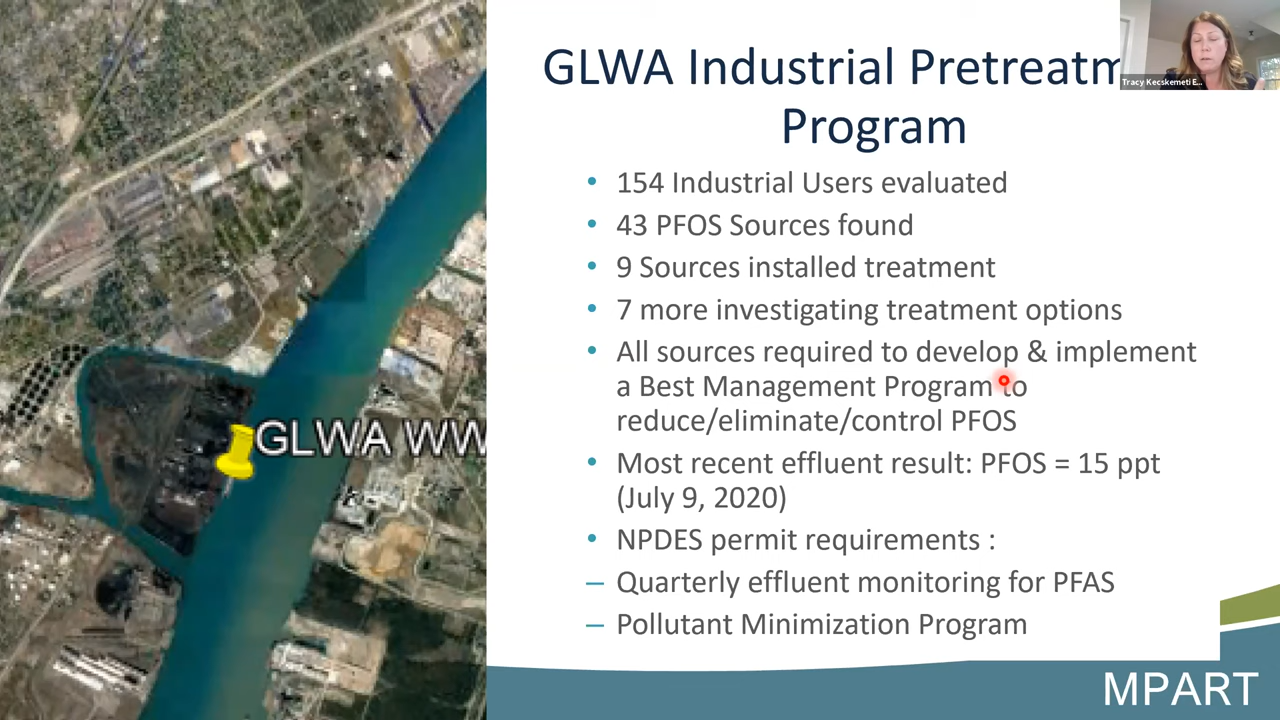 GLWA Industrial Pretreatm
Program
Tracy Kecskemeti E...
• 154 Industrial Users evaluated
• 43 PFOS Sources found
• 9 Sources installed treatment
• 7 more investigating treatment options
• All sources required to develop & implement
a Best Management Program to
reduce/eliminate/control PFOS
• Most recent effluent result: PFOS = 15 ppt
(July 9, 2020)
• NPDES permit requirements :
– Quarterly effluent monitoring for PFAS
– Pollutant Minimization Program
GLWA WW
MPART